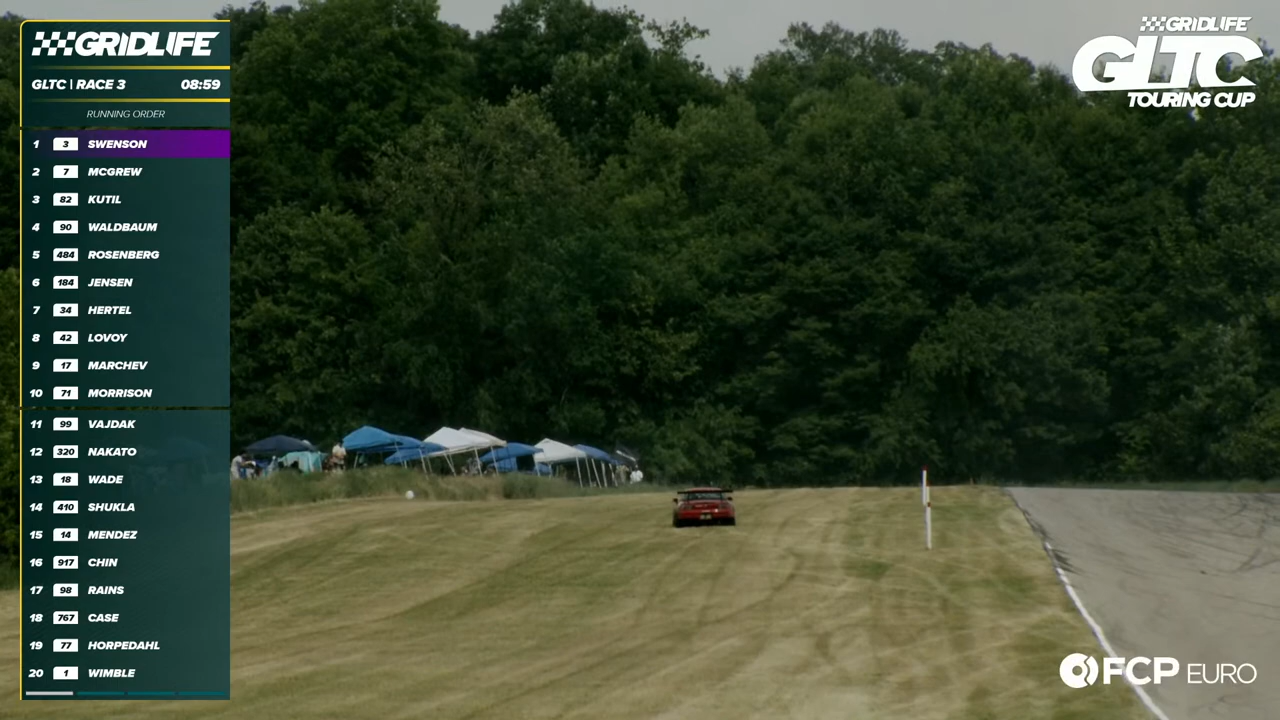 GRIDLIFE
GLTC | RACE 3 08:59
RUNNING ORDER
1 3 SWENSON
2 7 MCGREW
3 82 KUTIL
4 90 WALDBAUM
5 484 ROSENBERG
6 184 JENSEN
7 34 HERTEL
8 42 LOVOY
9 17 MARCHEV
10 71 MORRISON
11 99 VAJDAK
12 320 NAKATO
13 18 WADE
14 410 SHUKLA
15 14 MENDEZ
16 917 CHIN
17 98 RAINS
18 767 CASE
19 77 HORPEDAHL
20 1 WIMBLE
GRIDLIFE
GLTC
TOURING CUP
FCP EURO